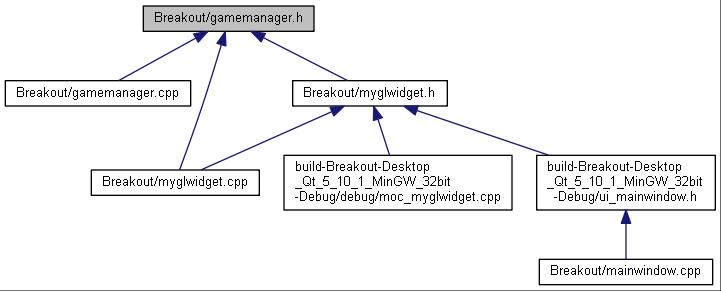 Breakout/gamemanager.h
Breakout/gamemanager.cpp
Breakout/myglwidget.h
Breakout/myglwidget.cpp
build-Breakout-Desktop
_Qt_5_10_1_MinGW_32bit
-Debug/debug/moc_myglwidget.cpp
build-Breakout-Desktop
_Qt_5_10_1_MinGW_32bit
-Debug/ui_mainwindow.h
Breakout/mainwindow.cpp